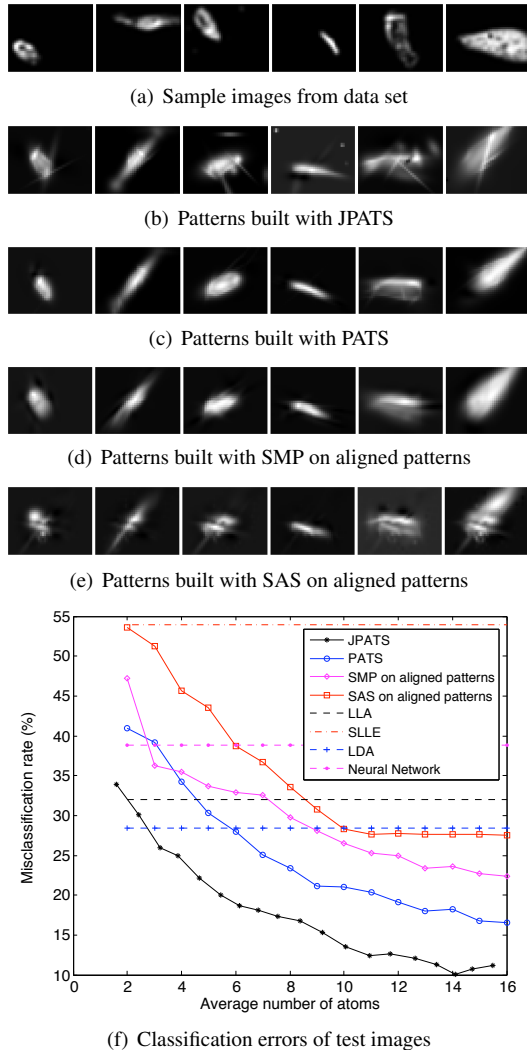 (a) Sample images from data set
(b) Patterns built with JPATS
(c) Patterns built with PATS
(d) Patterns built with SMP on aligned patterns
(e) Patterns built with SAS on aligned patterns
55
50
45
40
35
30
25
20
15
10
Misclassification rate (%)
JPATS
PATS
SMP on aligned patterns
SAS on aligned patterns
LLA
SLLE
LDA
Neural Network
0 2 4 6 8 10 12 14 16
Average number of atoms
(f) Classification errors of test images